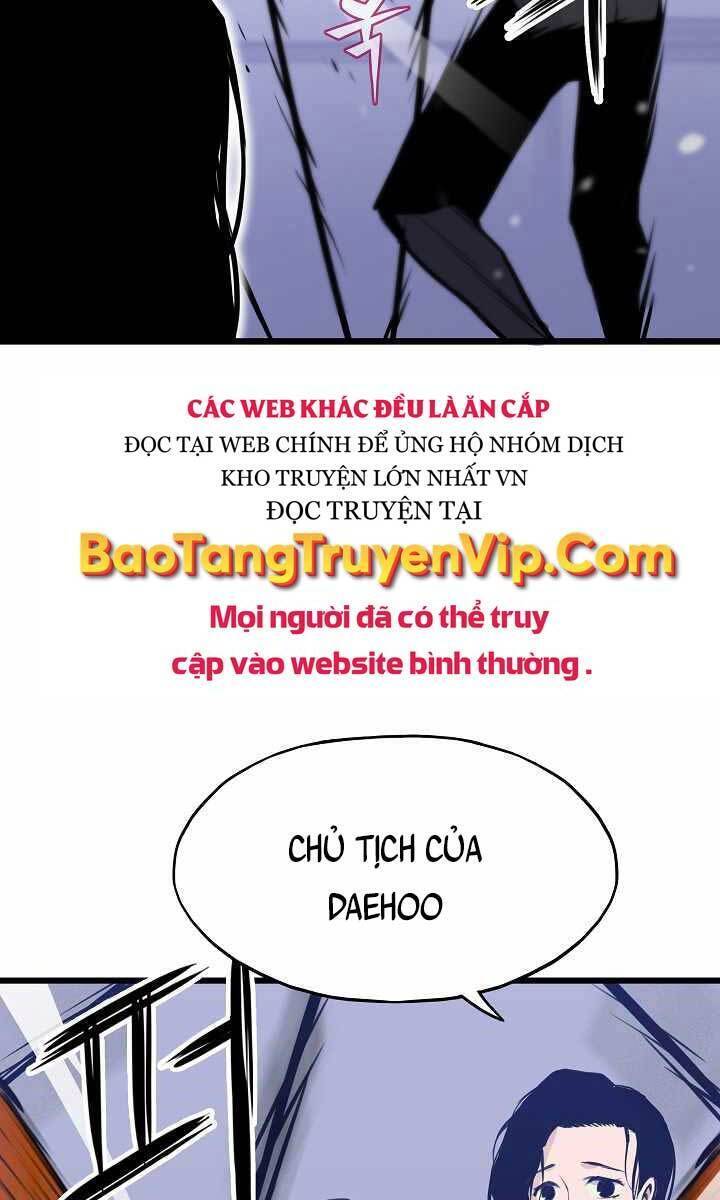 CÁC WEB KHÁC ĐỀU LÀ ĂN CẮP
ĐỌC TẠI WEB CHÍNH ĐỂ ỦNG HỘ NHÓM DỊCH
KHO TRUYỆN LỚN NHẤT VN
ĐỌC TRUYỆN TẠI
BaoTangTruyenVip.Com
Mọi người đã có thể truy
cập vào website bình thường.
CHỦ TỊCH CỦA
DAEHOO